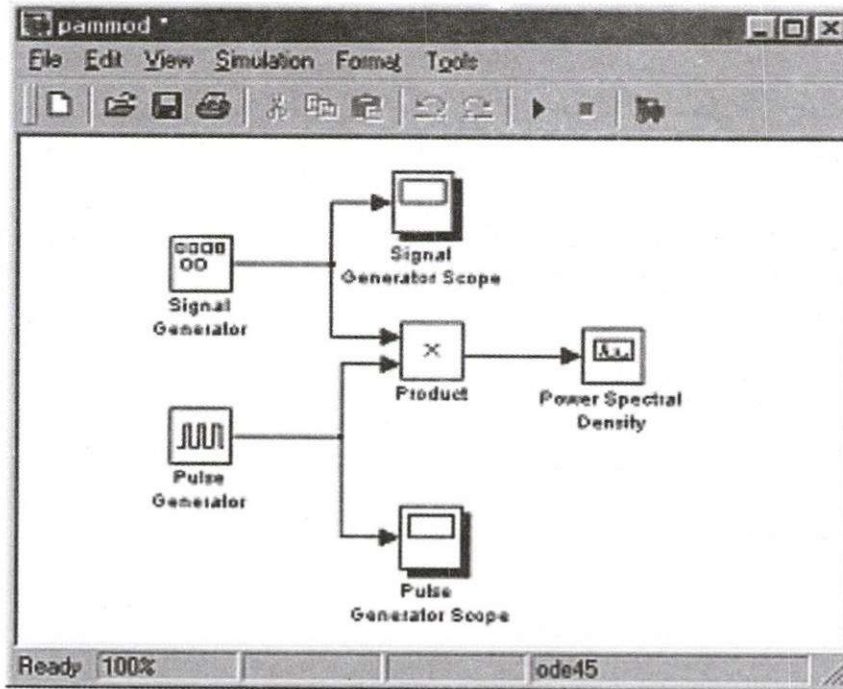 pammod *
File Edit View Simulation Format Tools
Signal
Generator Scope
Signal
Generator
×
Product
Power Spectral
Density
Pulse
Generator
Pulse
Generator Scope
Ready 100% ode45